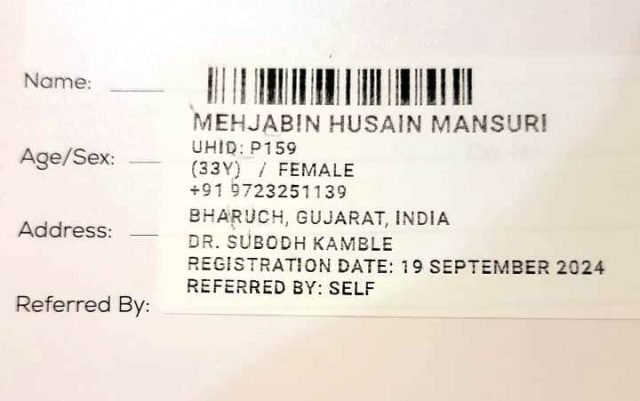 Name:
MEHJABIN HUSAIN MANSURI
UHID: P159
Age/Sex:
(33Y) / FEMALE
+91 9723251139
Address:
BHARUCH, GUJARAT, INDIA
DR. SUBODH KAMBLE
REGISTRATION DATE: 19 SEPTEMBER 2024
Referred By:
REFERRED BY: SELF